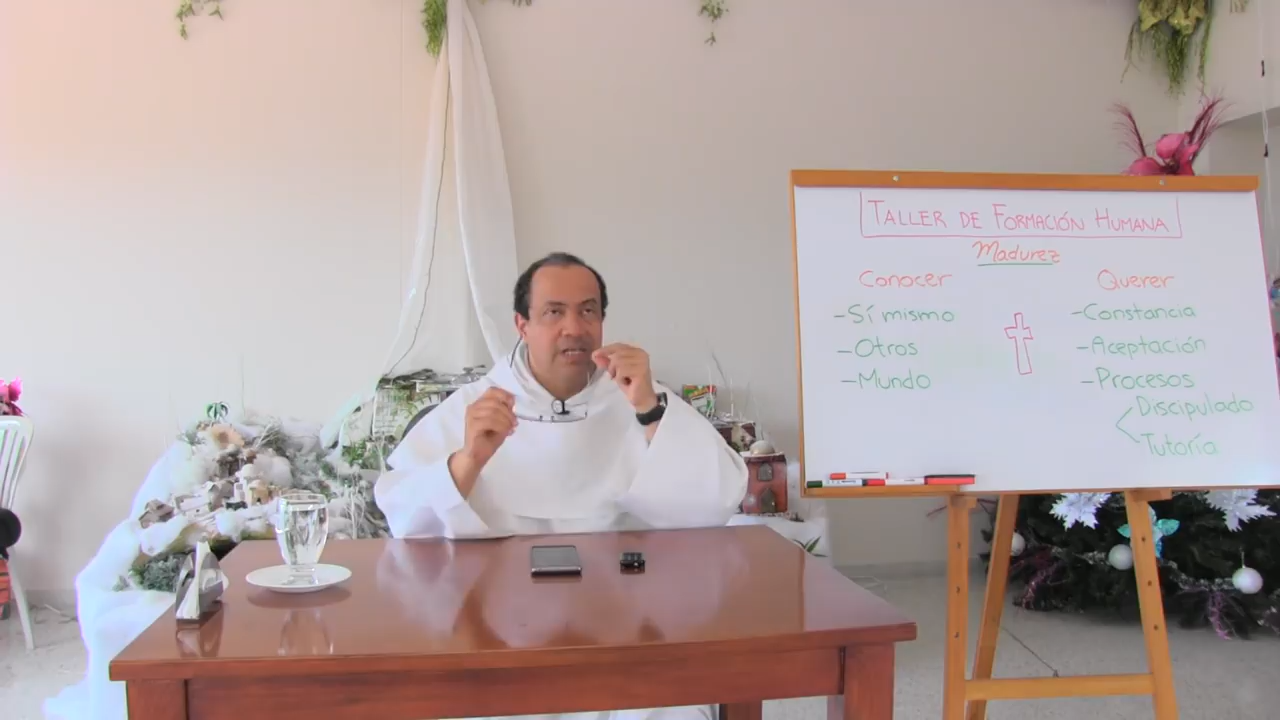 TALLER DE FORMACIÓN HUMANA
Madurez
Conocer
-Sí mismo
-Otros
-Mundo
Querer
-Constancia
-Aceptación
-Procesos
Discipulado
Tutoría